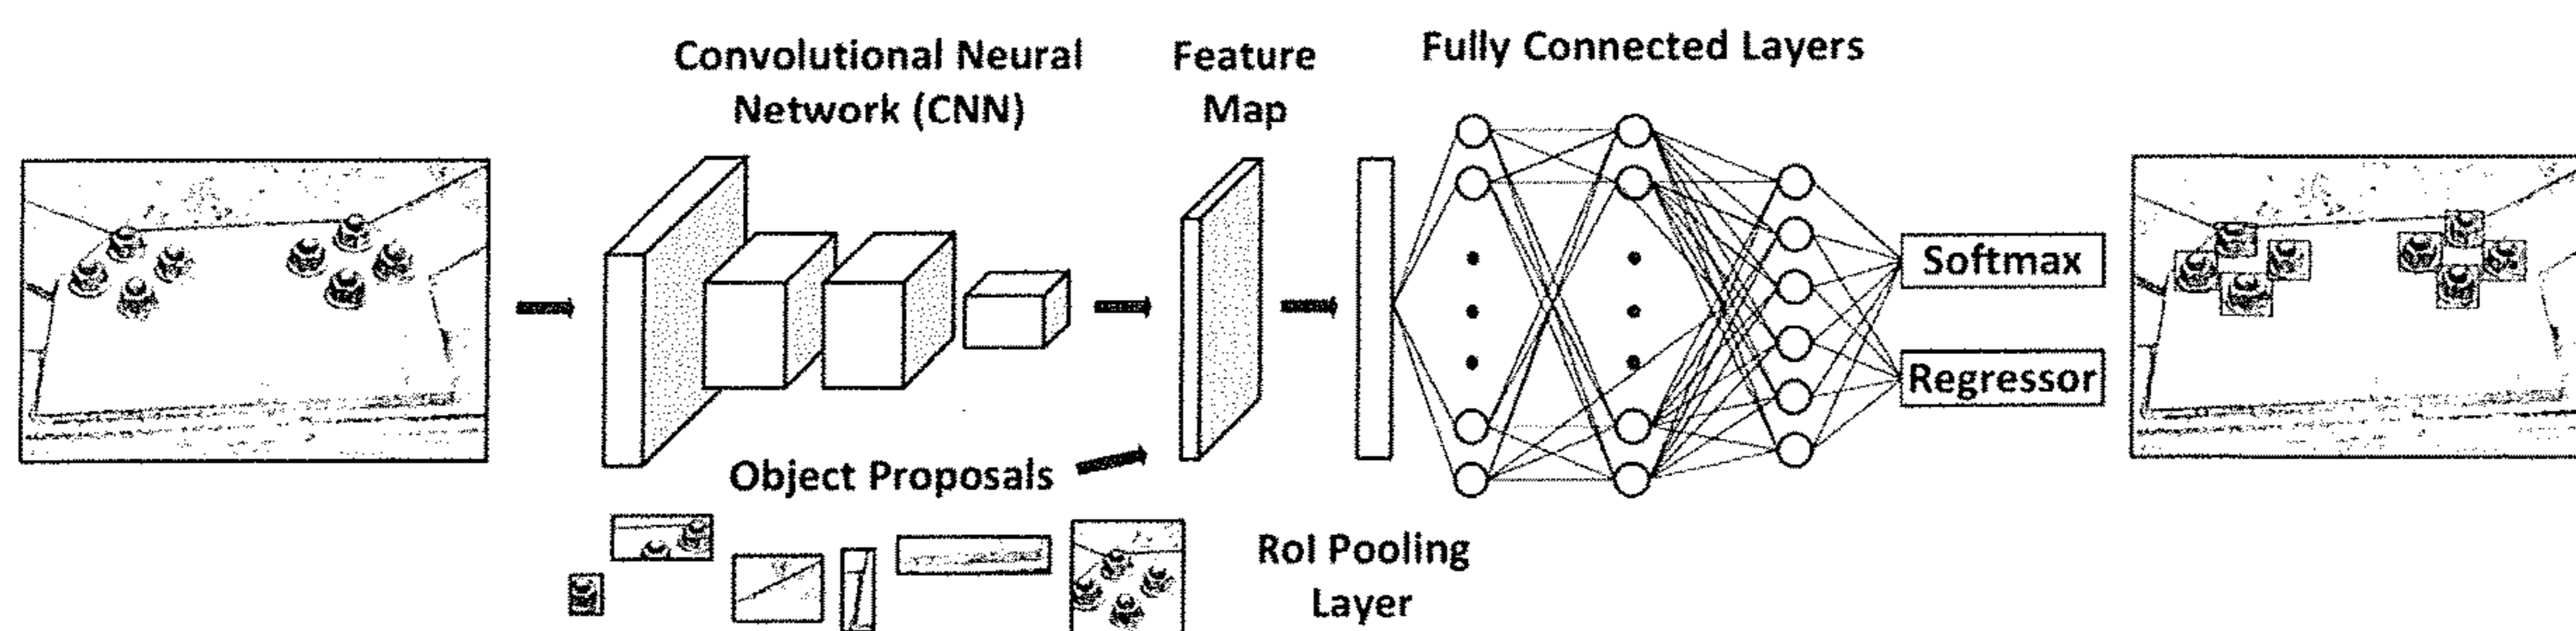 Convolutional Neural
Network (CNN)
Feature
Map
Fully Connected Layers
Softmax
Regressor
Object Proposals
RoI Pooling
Layer